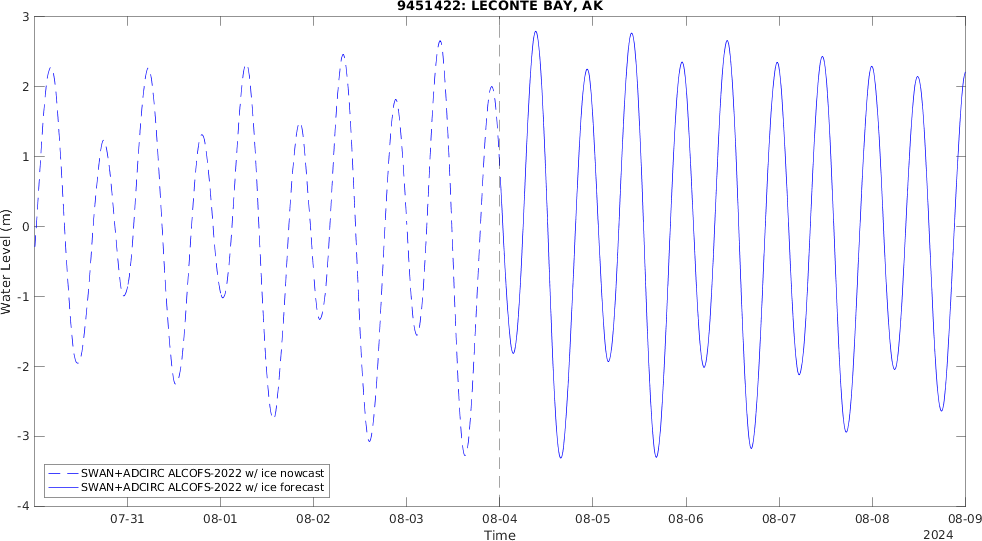 9451422: LECONTE BAY, AK
3
2
1
0
-1
-2
-3
-4
Water Level (m)
SWAN+ADCIRC ALCOFS-2022 w/ ice nowcast
SWAN+ADCIRC ALCOFS-2022 w/ ice forecast
07-31 08-01 08-02 08-03 08-04 08-05 08-06 08-07 08-08 08-09
Time
2024